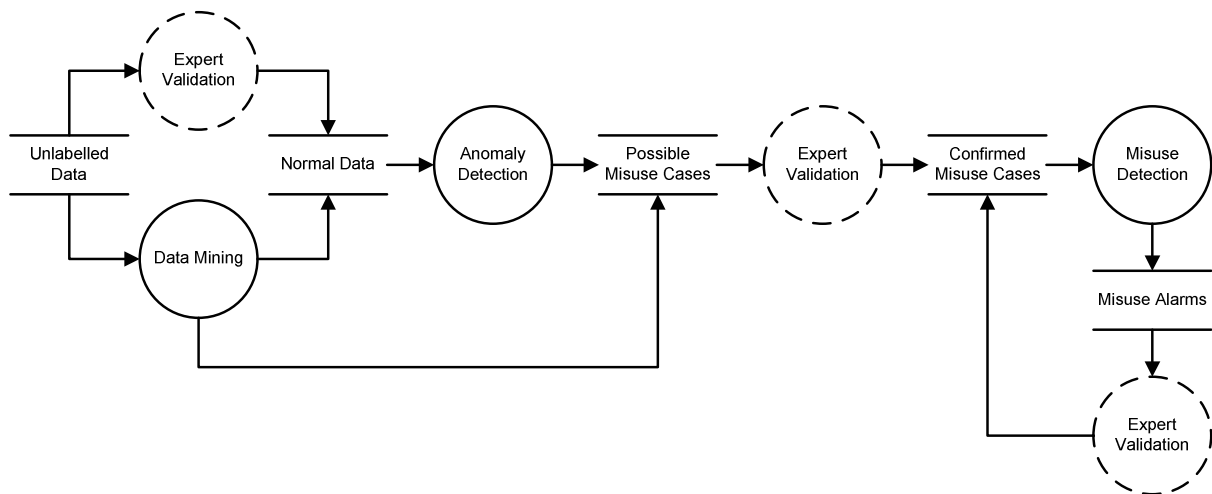 Expert
Validation
Unlabelled
Data
Normal Data
Data Mining
Anomaly
Detection
Possible
Misuse Cases
Expert
Validation
Confirmed
Misuse Cases
Misuse
Detection
Misuse Alarms
Expert
Validation